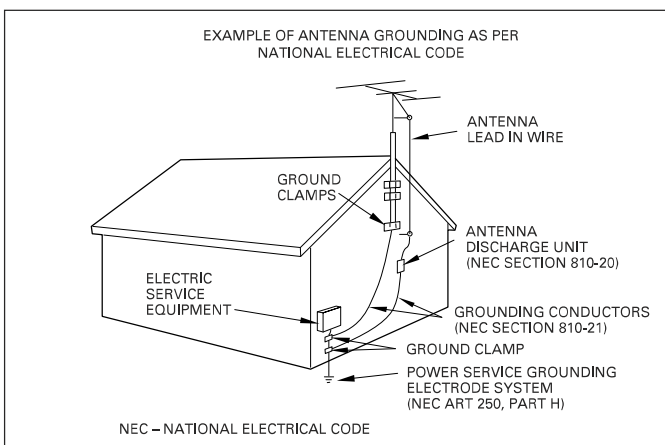 EXAMPLE OF ANTENNA GROUNDING AS PER
NATIONAL ELECTRICAL CODE
ANTENNA
LEAD IN WIRE
GROUND
CLAMPS
ANTENNA
DISCHARGE UNIT
(NEC SECTION 810-20)
ELECTRIC
SERVICE
EQUIPMENT
GROUNDING CONDUCTORS
(NEC SECTION 810-21)
GROUND CLAMP
POWER SERVICE GROUNDING
ELECTRODE SYSTEM
(NEC ART 250, PART H)
NEC – NATIONAL ELECTRICAL CODE